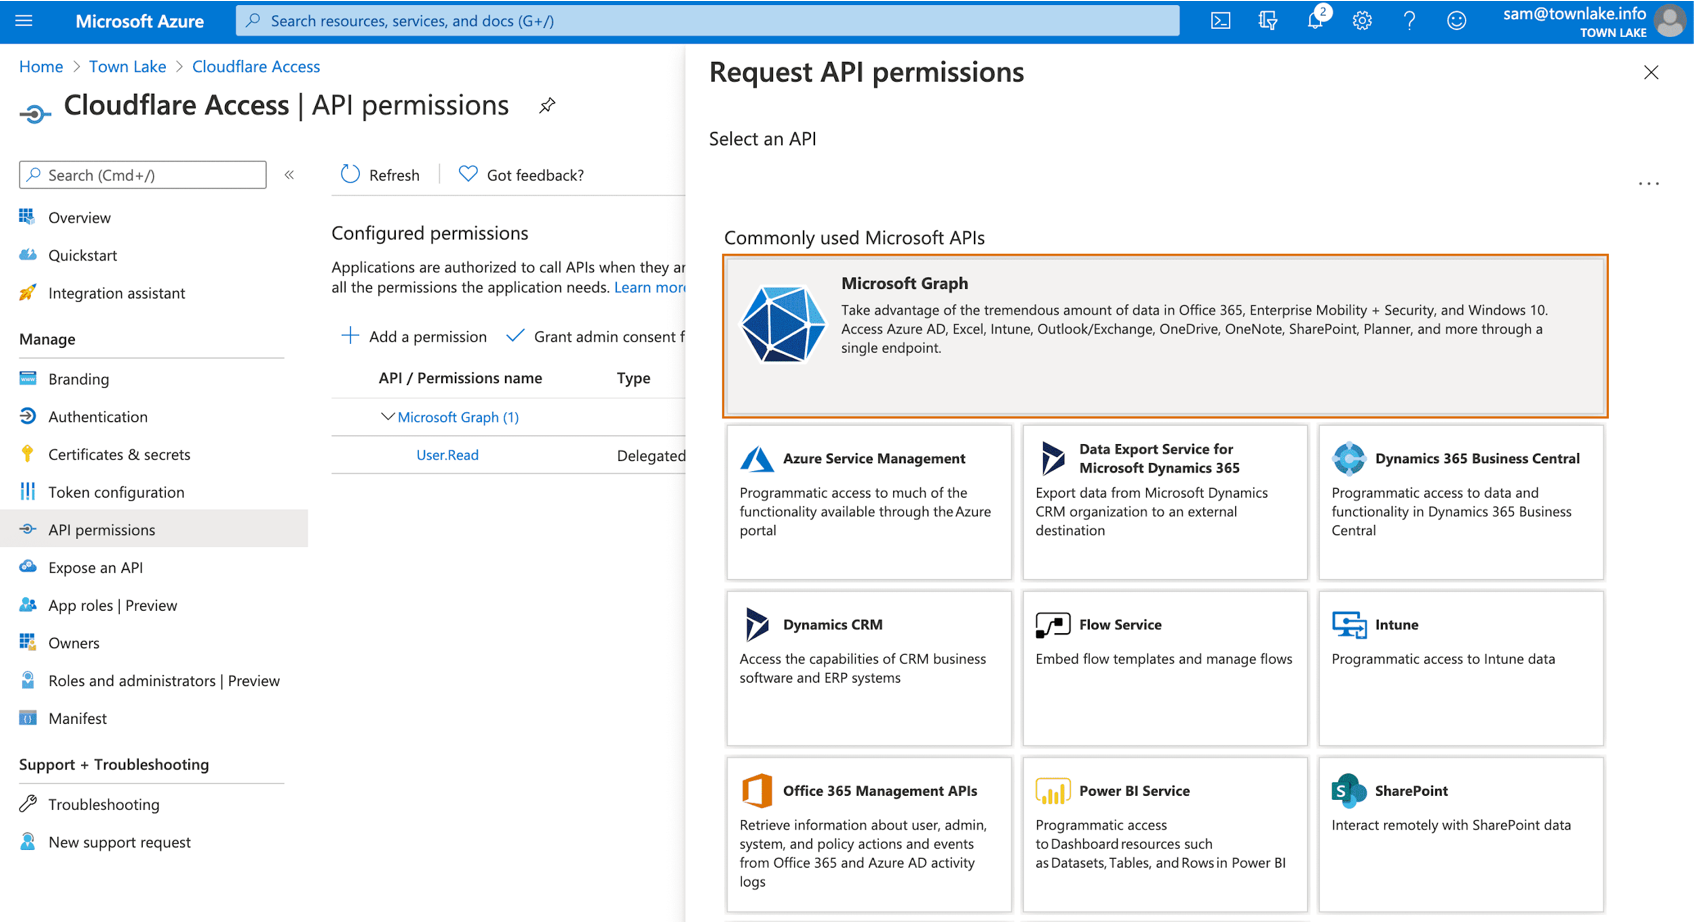 Microsoft Azure
Search resources, services, and docs (G+/)
2
sam@townlake.info
TOWN LAKE
Home > Town Lake > Cloudflare Access
Cloudflare Access | API permissions
Search (Cmd+/)
«
Overview
Quickstart
Integration assistant
Manage
Branding
Authentication
Certificates & secrets
Token configuration
API permissions
Expose an API
App roles | Preview
Owners
Roles and administrators | Preview
Manifest
Support + Troubleshooting
Troubleshooting
New support request
Refresh
Got feedback?
Configured permissions
Applications are authorized to call APIs when they ar
all the permissions the application needs. Learn more
Add a permission
Grant admin consent f
API / Permissions name Type
Microsoft Graph (1)
User.Read Delegated
Request API permissions
Select an API
...
Commonly used Microsoft APIs
Microsoft Graph
Take advantage of the tremendous amount of data in Office 365, Enterprise Mobility + Security, and Windows 10.
Access Azure AD, Excel, Intune, Outlook/Exchange, OneDrive, OneNote, SharePoint, Planner, and more through a
single endpoint.
Azure Service Management
Programmatic access to much of the
functionality available through the Azure
portal
Data Export Service for
Microsoft Dynamics 365
Export data from Microsoft Dynamics
CRM organization to an external
destination
Dynamics 365 Business Central
Programmatic access to data and
functionality in Dynamics 365 Business
Central
Dynamics CRM
Access the capabilities of CRM business
software and ERP systems
Flow Service
Embed flow templates and manage flows
Intune
Programmatic access to Intune data
Office 365 Management APIs
Retrieve information about user, admin,
system, and policy actions and events
from Office 365 and Azure AD activity
logs
Power BI Service
Programmatic access
to Dashboard resources such
as Datasets, Tables, and Rows in Power BI
SharePoint
Interact remotely with SharePoint data